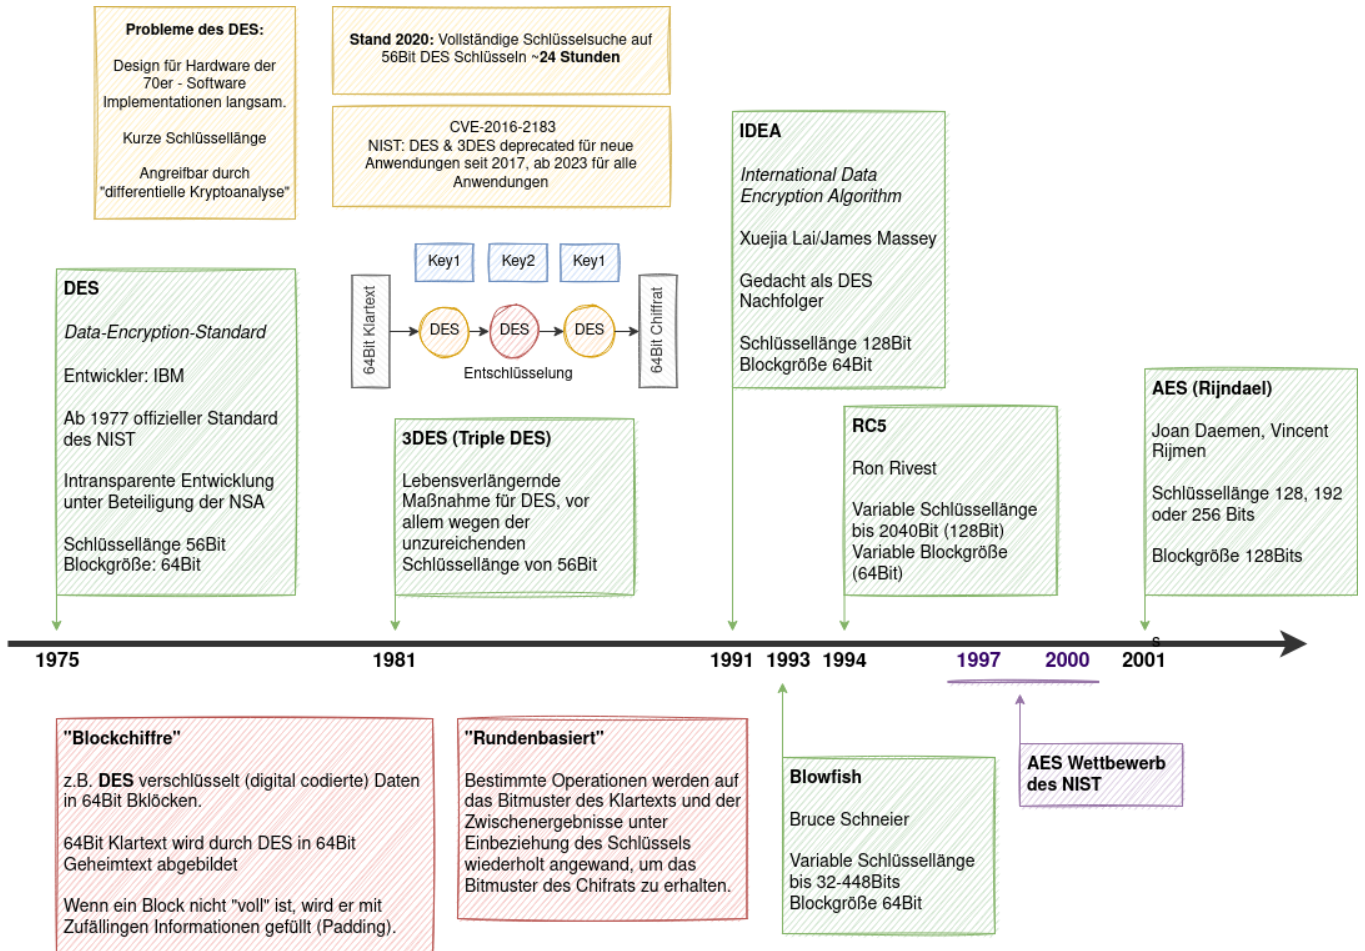 Probleme des DES:
Design für Hardware der
70er - Software
Implementationen langsam.
Kurze Schlüssellänge
Angreifbar durch
"differentielle Kryptoanalyse"
Stand 2020: Vollständige Schlüsselsuche auf
56Bit DES Schlüsseln ~24 Stunden
CVE-2016-2183
NIST: DES & 3DES deprecated für neue
Anwendungen seit 2017, ab 2023 für alle
Anwendungen
DES
Data-Encryption-Standard
Entwickler: IBM
Ab 1977 offizieller Standard
des NIST
Intransparente Entwicklung
unter Beteiligung der NSA
Schlüssellänge 56Bit
Blockgröße: 64Bit
Key1
Key2
Key1
64Bit Klartext
DES
DES
DES
64Bit Chiffrat
Entschlüsselung
3DES (Triple DES)
Lebensverlängernde
Maßnahme für DES, vor
allem wegen der
unzureichenden
Schlüssellänge von 56Bit
IDEA
International Data
Encryption Algorithm
Xuejia Lai/James Massey
Gedacht als DES
Nachfolger
Schlüssellänge 128Bit
Blockgröße 64Bit
RC5
Ron Rivest
Variable Schlüssellänge
bis 2040Bit (128Bit)
Variable Blockgröße
(64Bit)
AES (Rijndael)
Joan Daemen, Vincent
Rijmen
Schlüssellänge 128, 192
oder 256 Bits
Blockgröße 128Bits
s
1975
1981
1991
1993
1994
1997
2000
2001
"Blockchiffre"
z.B. DES verschlüsselt (digital codierte) Daten
in 64Bit Bklöcken.
64Bit Klartext wird durch DES in 64Bit
Geheimtext abgebildet
Wenn ein Block nicht "voll" ist, wird er mit
Zufällingen Informationen gefüllt (Padding).
"Rundenbasiert"
Bestimmte Operationen werden auf
das Bitmuster des Klartexts und der
Zwischenergebnisse unter
Einbeziehung des Schlüssels
wiederholt angewand, um das
Bitmuster des Chifrats zu erhalten.
Blowfish
Bruce Schneier
Variable Schlüssellänge
bis 32-448Bits
Blockgröße 64Bit
AES Wettbewerb
des NIST